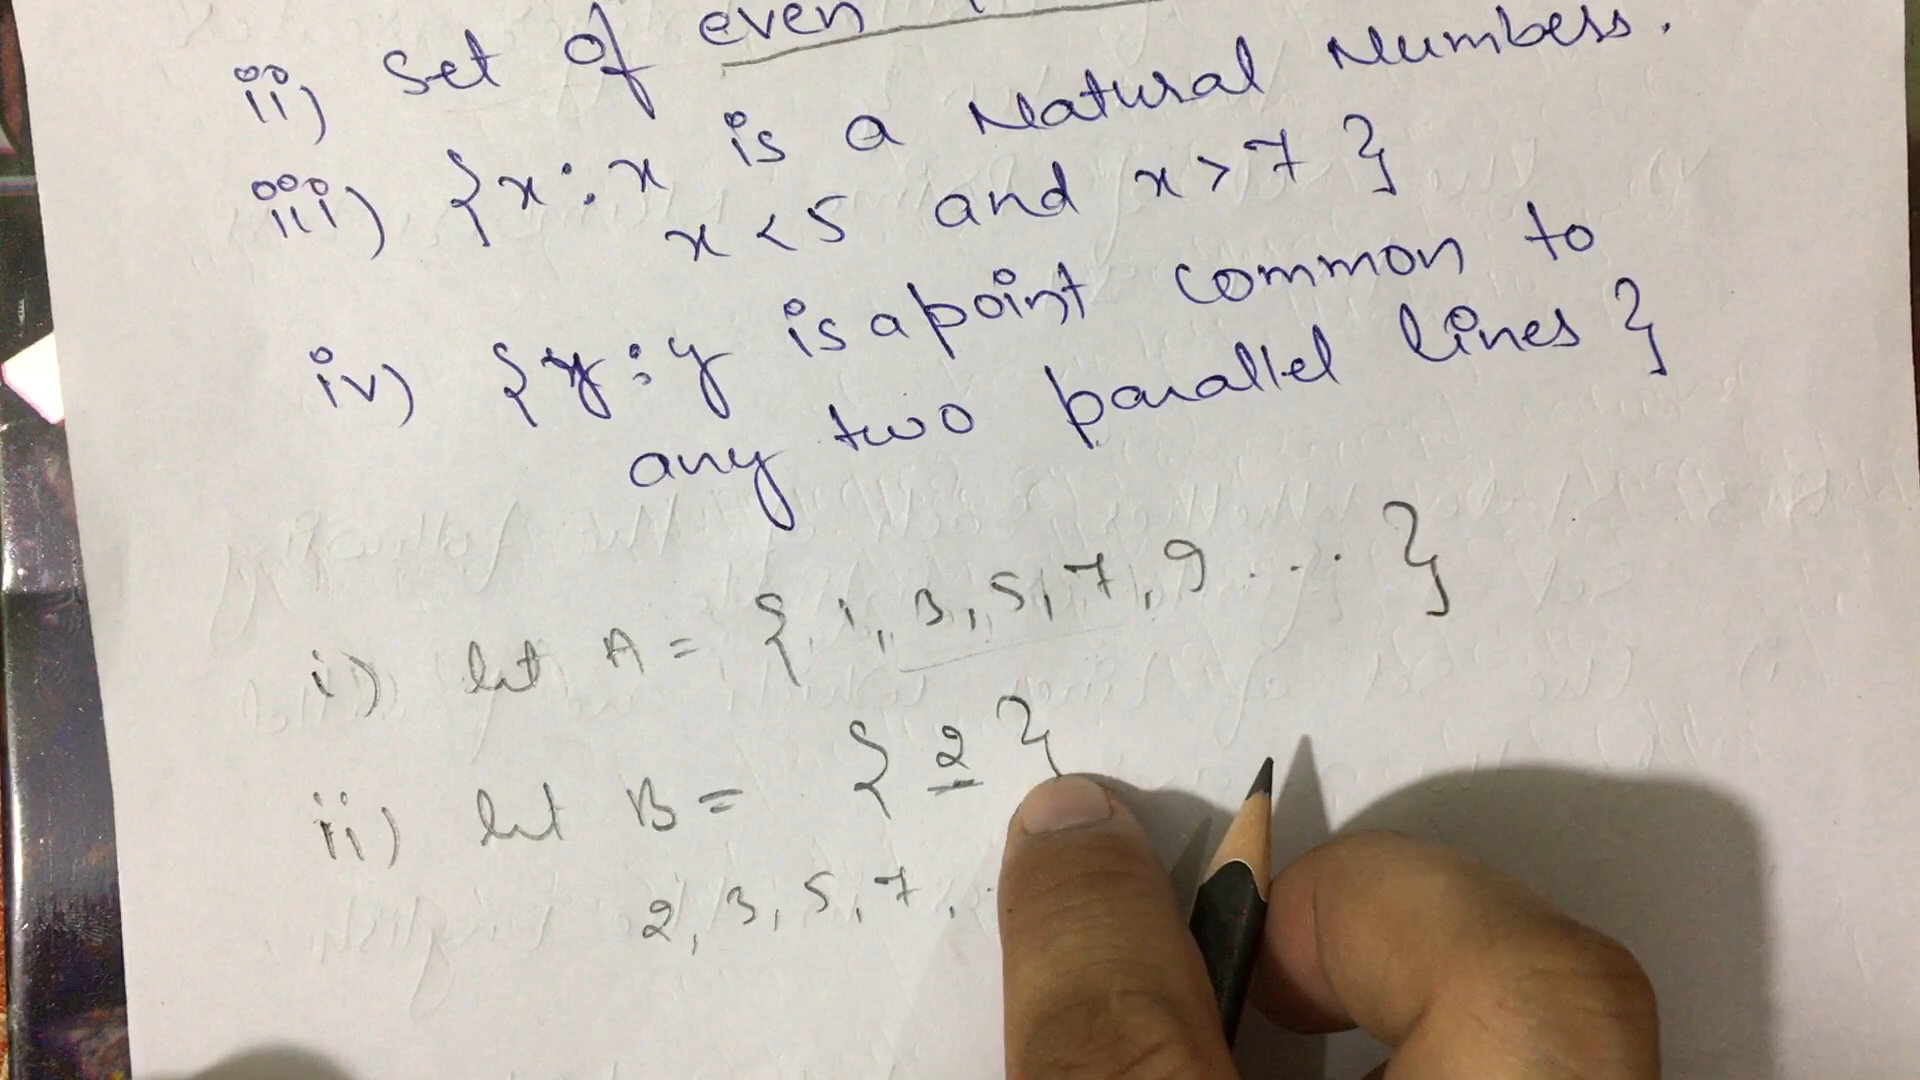 ii) Set of even
iii) {x : x is a Natural Numbers.
x < 5 and x > 7 }
iv) {y : y is a point common to
any two parallel lines }
i) let A = { 1, 3, 5, 7, 9 ... }
ii) let B = { 2 }
2, 3, 5, 7, .